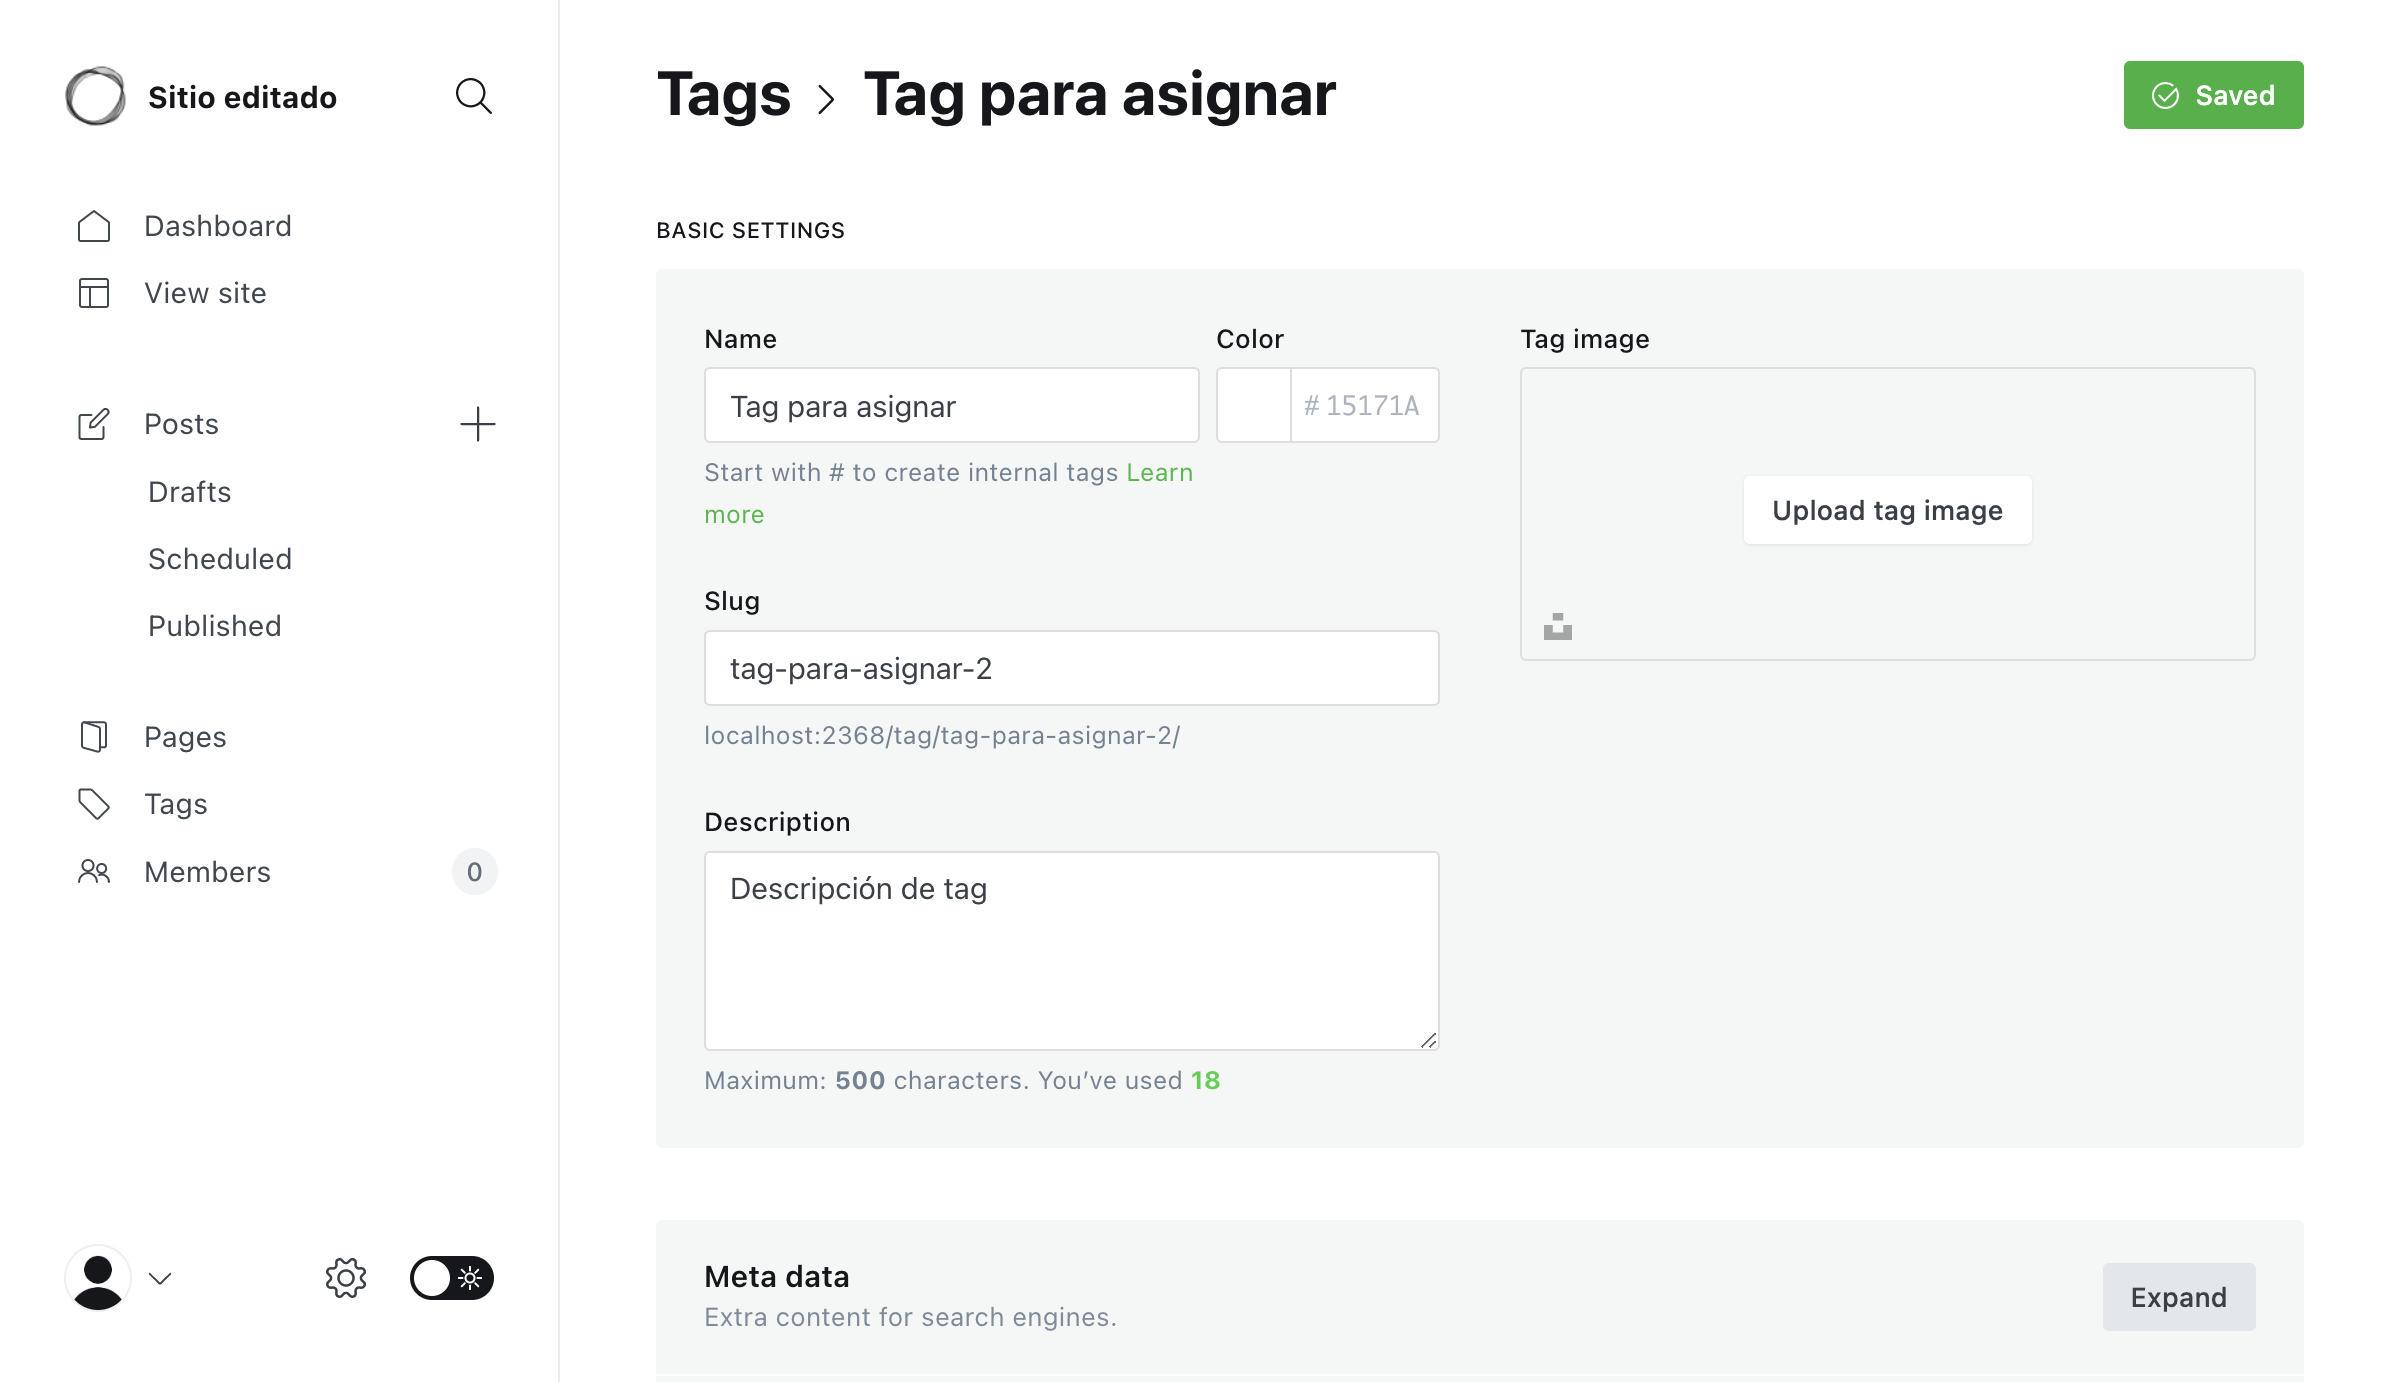 Sitio editado
Dashboard
View site
Posts
Drafts
Scheduled
Published
Pages
Tags
Members
0
Tags > Tag para asignar
Saved
BASIC SETTINGS
Name
Tag para asignar
Start with # to create internal tags Learn
more
Color
# 15171A
Slug
tag-para-asignar-2
localhost:2368/tag/tag-para-asignar-2/
Description
Descripción de tag
Maximum: 500 characters. You’ve used 18
Tag image
Upload tag image
Meta data
Extra content for search engines.
Expand